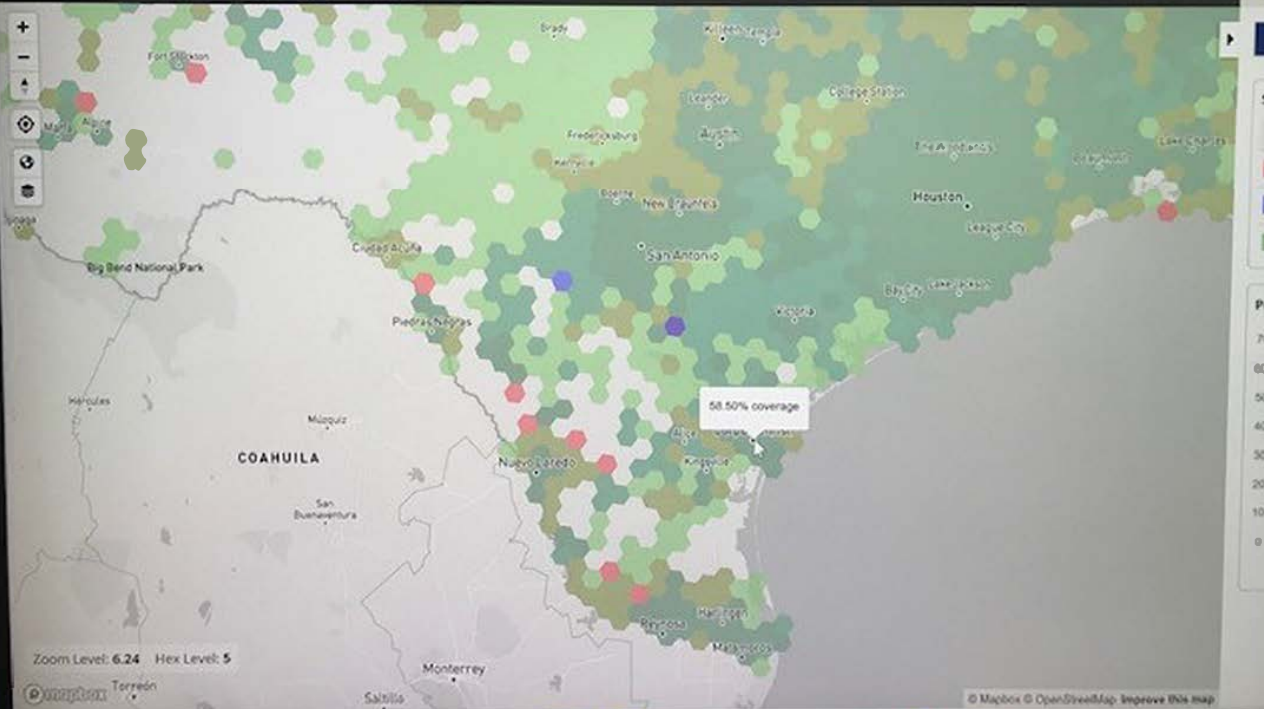 Brady
Killeen Temple
Fort Stockton
College Station
Leander
Marfa
Alpine
Austin
Fredericksburg
Lake Charles
The Woodlands
Beaumont
Kerrville
Boerne
New Braunfels
Houston
League City
Ciudad Acuña
San Antonio
Big Bend National Park
Bay City
Lake Jackson
Piedras Negras
Victoria
Hércules
58.50% coverage
Múzquiz
Alice
COAHUILA
Nuevo Laredo
Kingsville
San
Buenaventura
Harlingen
Reynosa
Matamoros
Zoom Level: 6.24 Hex Level: 5
Monterrey
mapbox
Torreón
Saltillo
© Mapbox © OpenStreetMap Improve this map